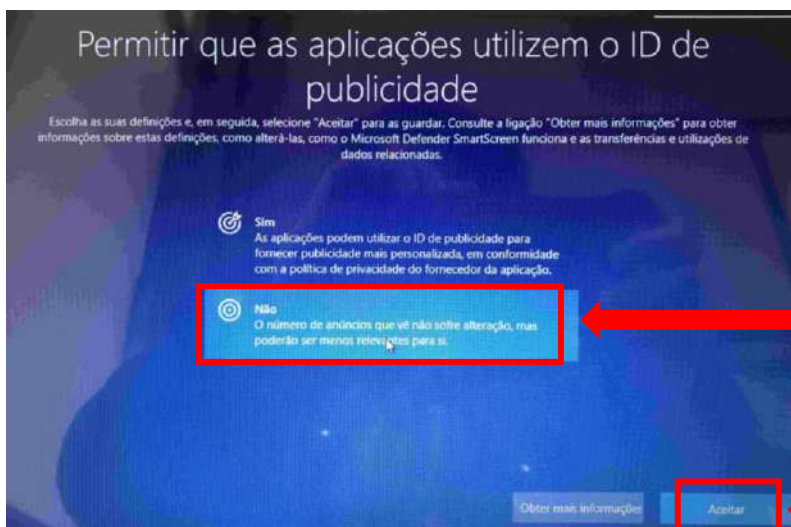 Permitir que as aplicações utilizem o ID de
publicidade
Escolha as suas definições e, em seguida, selecione "Aceitar" para as guardar. Consulte a ligação "Obter mais informações" para obter
informações sobre estas definições, como alterá-las, como o Microsoft Defender SmartScreen funciona e as transferências e utilizações de
dados relacionados.
Sim
As aplicações podem utilizar o ID de publicidade para
fornecer publicidade mais personalizada, em conformidade
com a política de privacidade do fornecedor da aplicação.
Não
O número de anúncios que vê não sofre alteração, mas
poderão ser menos relevantes para si.
Obter mais informações
Aceitar